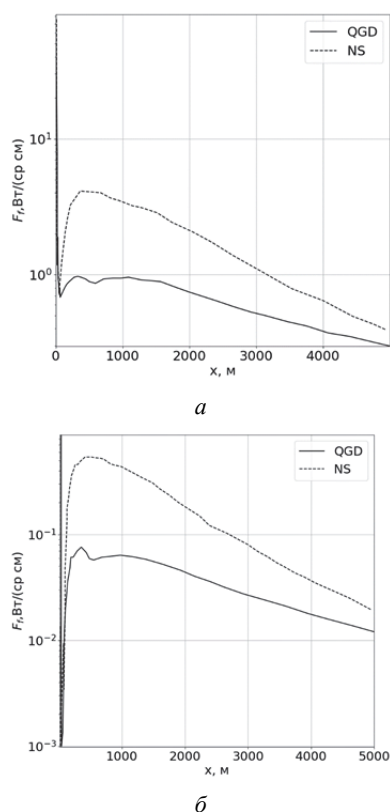 QGD
NS
10¹
10⁰
F_f,Вт/(ср см)
0
1000
2000
3000
4000
x, м
а
QGD
NS
10⁻¹
10⁻²
10⁻³
F_f,Вт/(ср см)
1000
2000
3000
4000
5000
x, м
б